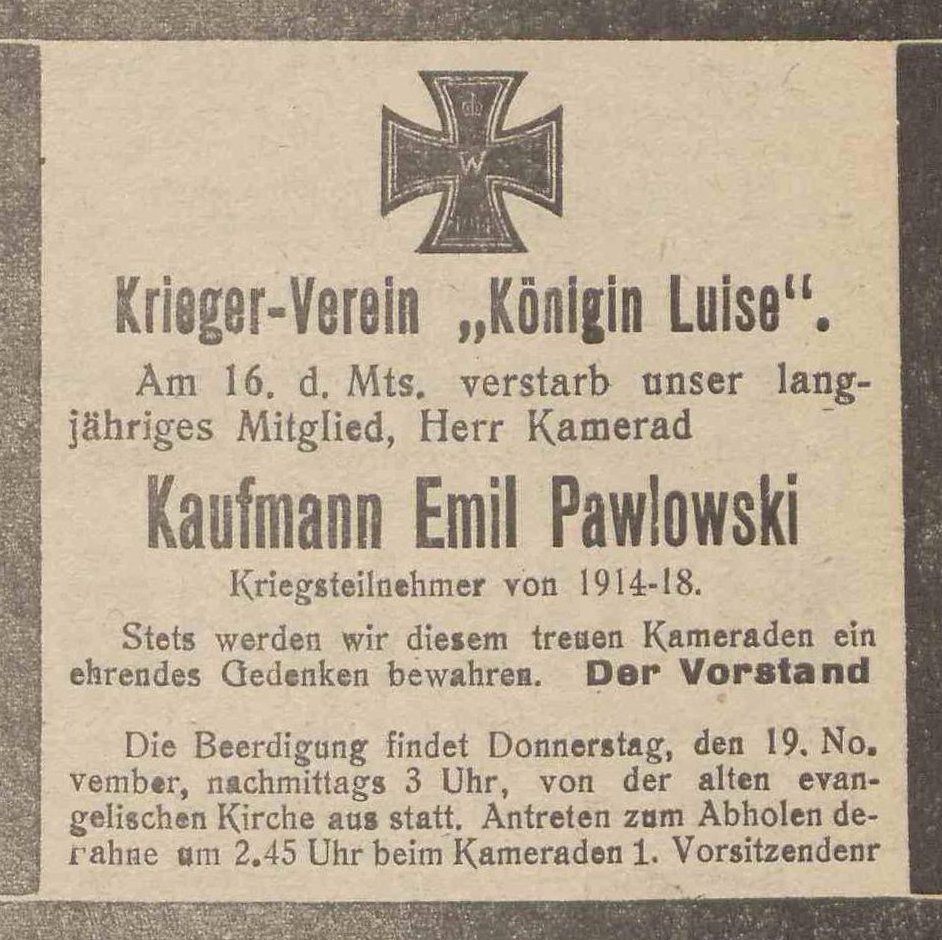 W
Krieger-Verein „Königin Luise“.
Am 16. d. Mts. verstarb unser lang-
jähriges Mitglied, Herr Kamerad
Kaufmann Emil Pawlowski
Kriegsteilnehmer von 1914-18.
Stets werden wir diesem treuen Kameraden ein
ehrendes Gedenken bewahren. Der Vorstand
Die Beerdigung findet Donnerstag, den 19. No.
vember, nachmittags 3 Uhr, von der alten evan-
gelischen Kirche aus statt. Antreten zum Abholen de-
rahne um 2.45 Uhr beim Kameraden 1. Vorsitzendenr